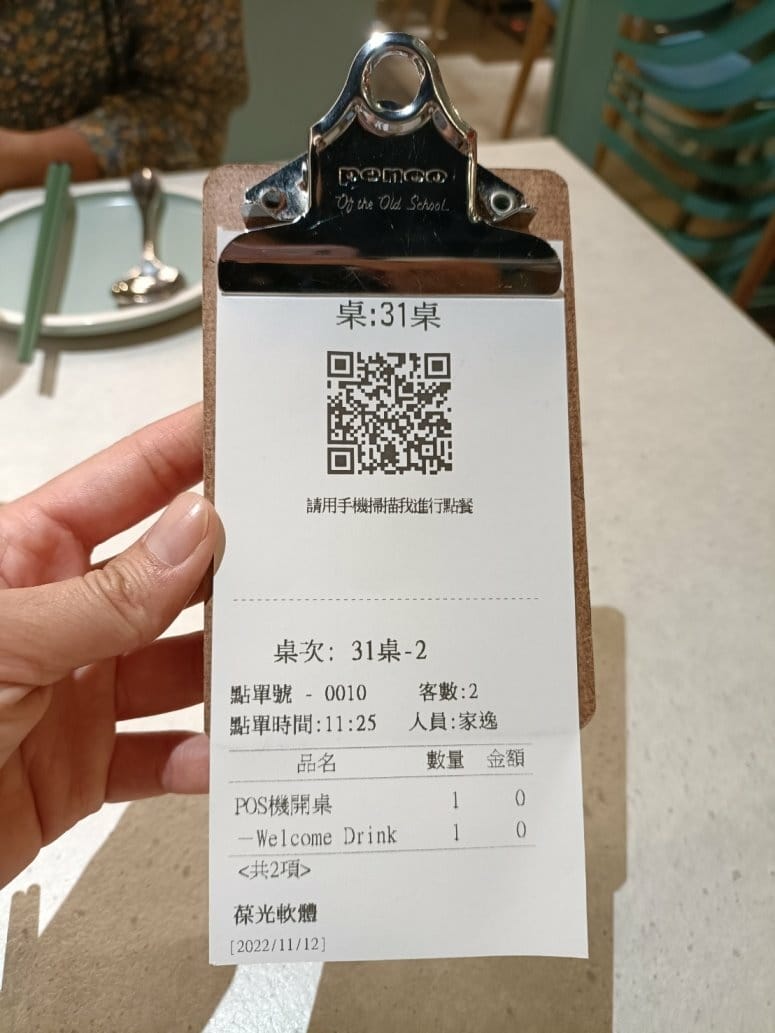 penco
Of the Old School
桌:31桌
請用手機掃描我進行點餐
桌次: 31桌-2
點單號 - 0010 客數:2
點單時間:11:25 人員:家逸
品名 數量 金額
POS機開桌 1 0
—Welcome Drink 1 0
<共2項>
葆光軟體
[2022/11/12]